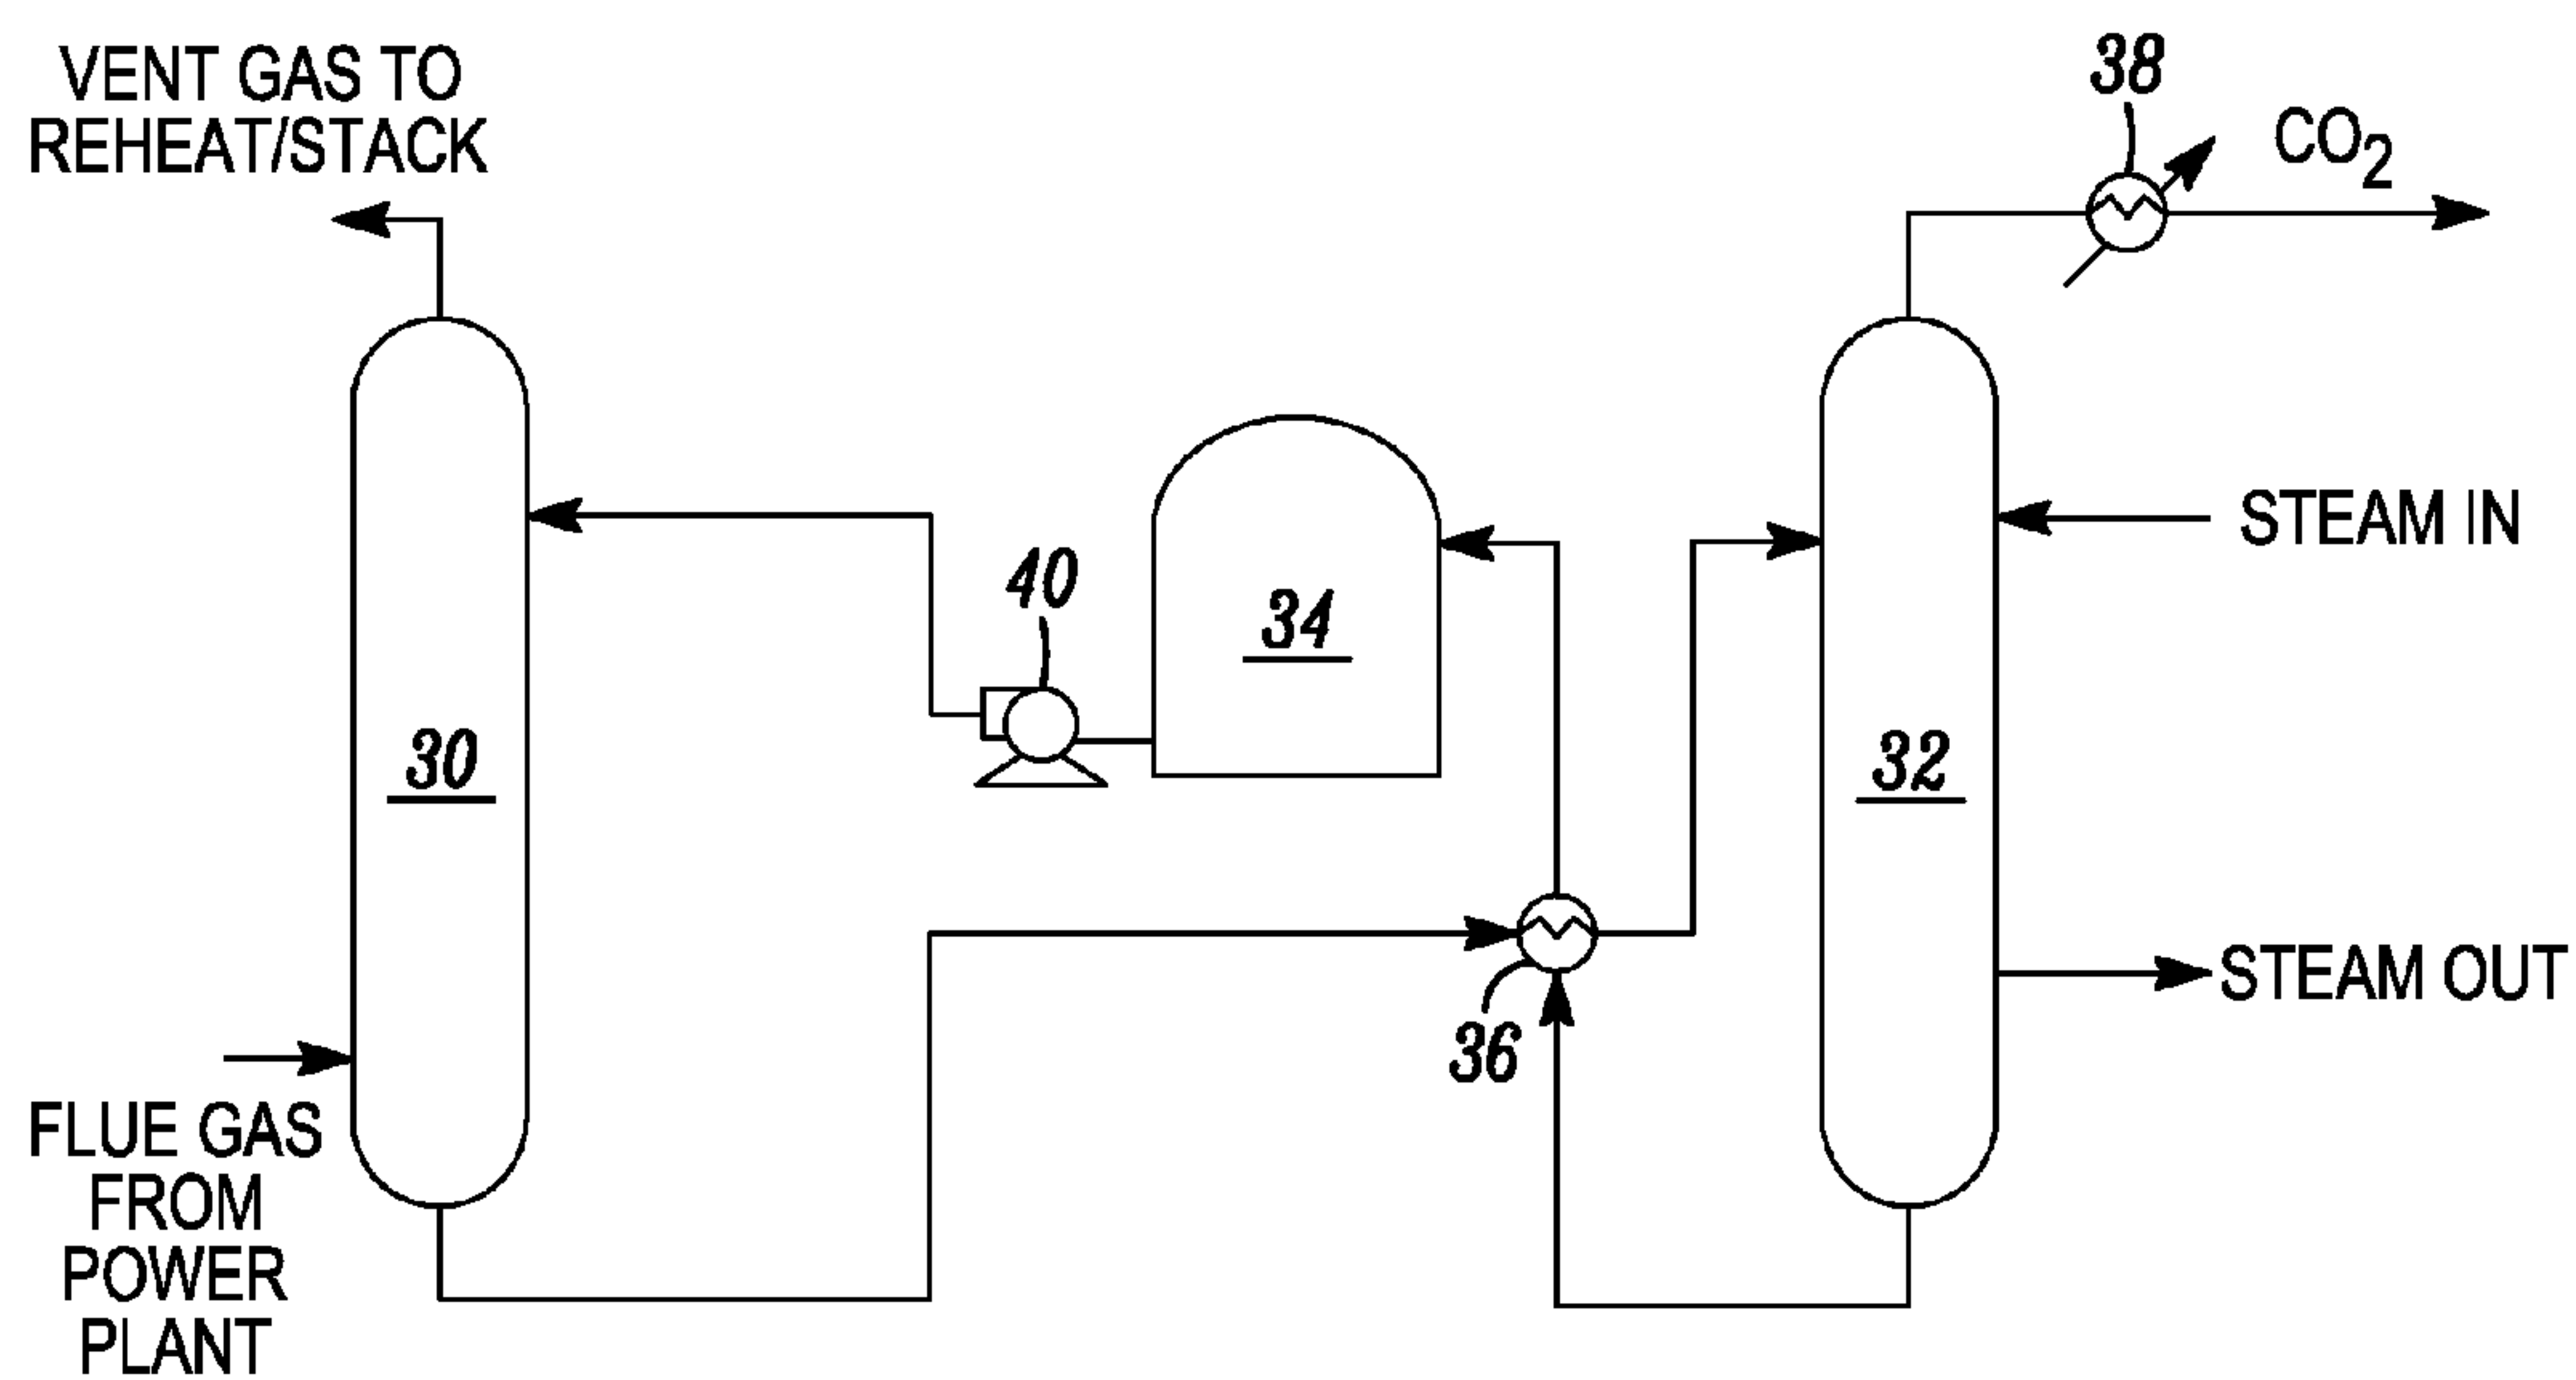 VENT GAS TO
REHEAT/STACK
38
CO2
STEAM IN
40
34
30
32
36
STEAM OUT
FLUE GAS
FROM
POWER
PLANT